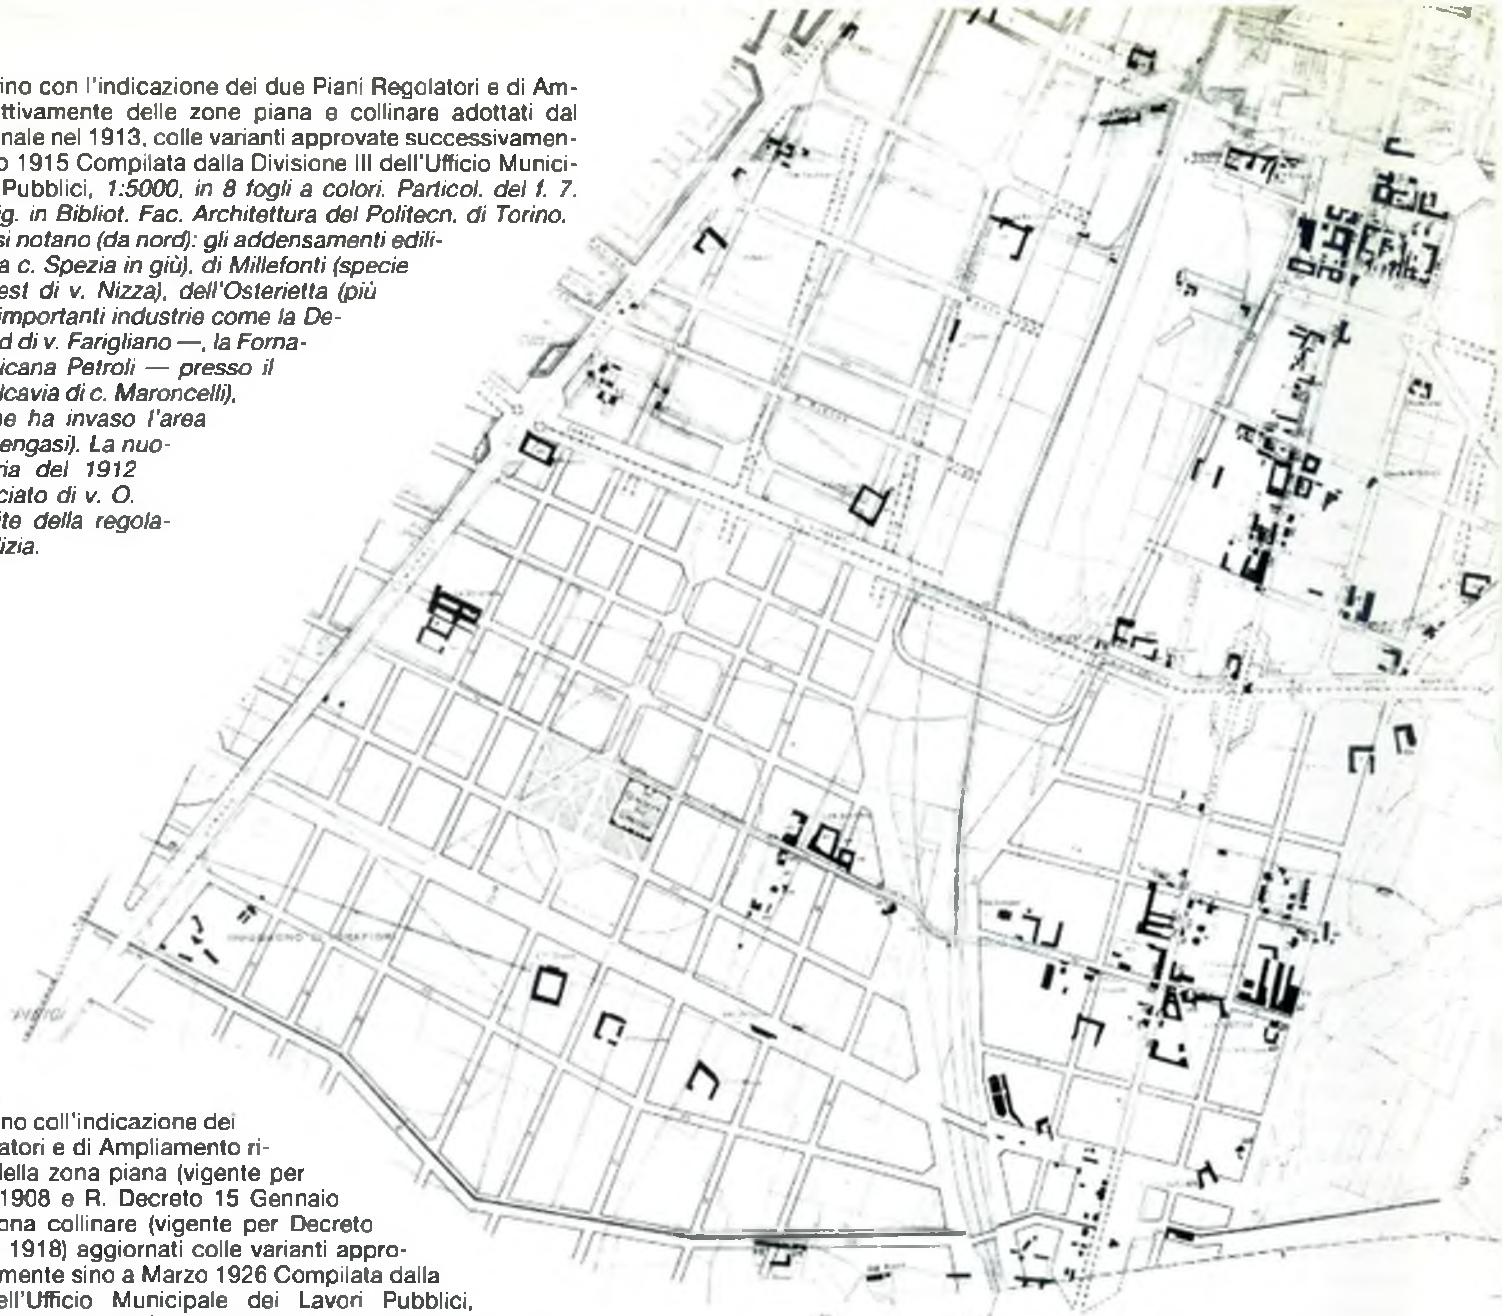 ino con l'indicazione dei due Piani Regolatori e di Am-
ttivamente delle zone piana e collinare adottati dal
nale nel 1913, colle varianti approvate successivamen-
o 1915 Compilata dalla Divisione III dell'Ufficio Munici-
Pubblici, 1:5000, in 8 fogli a colori. Particol. del f. 7.
ig. in Bibliot. Fac. Architettura del Politecn. di Torino.
si notano (da nord): gli addensamenti edili-
a c. Spezia in giù), di Millefonti (specie
est di v. Nizza), dell'Osterietta (più
importanti industrie come la De-
d di v. Farigliano —, la Forna-
icana Petroli — presso il
lcavia di c. Maroncelli),
he ha invaso l'area
engasi). La nuo-
ria del 1912
ciato di v. O.
ite della regola-
izia.
no coll'indicazione dei
atori e di Ampliamento ri-
della zona piana (vigente per
1908 e R. Decreto 15 Gennaio
ona collinare (vigente per Decreto
1918) aggiornati colle varianti appro-
mente sino a Marzo 1926 Compilata dalla
ell'Ufficio Municipale dei Lavori Pubblici,